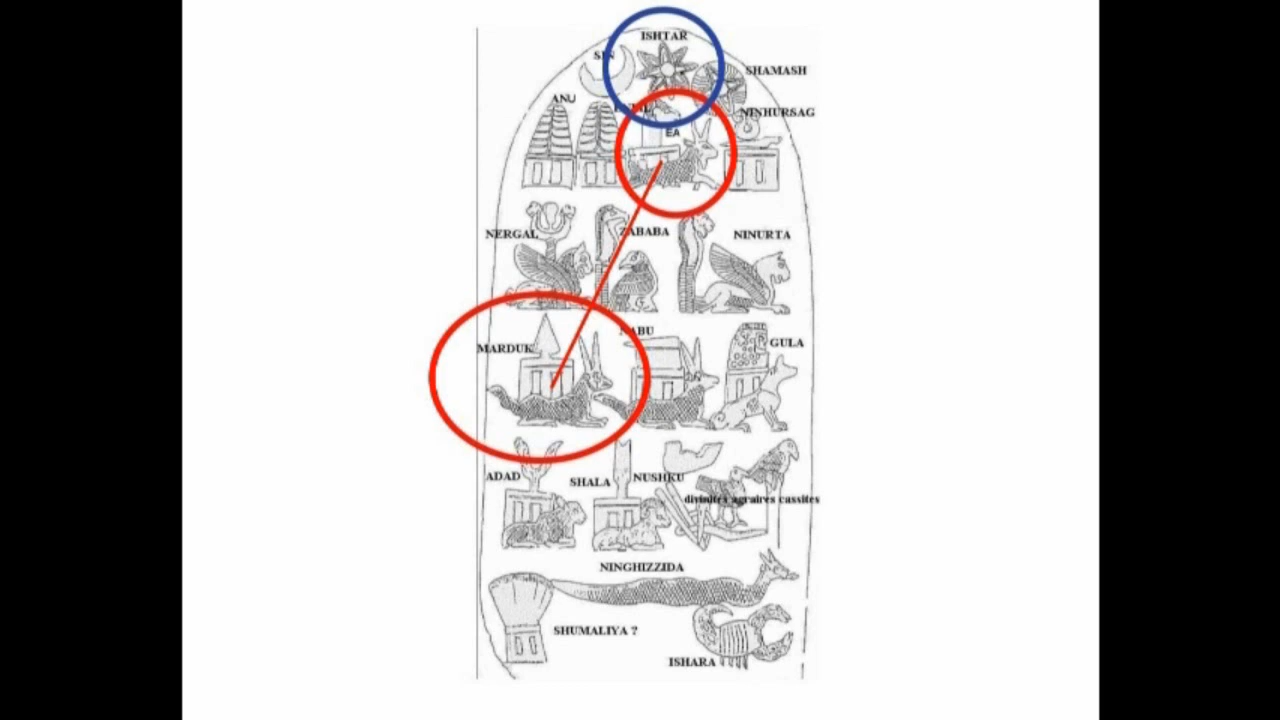 ISHTAR
SIN
SHAMASH
ANU
NINHURSAG
EA
NERGAL
ZABABA
NINURTA
NABU
MARDUK
GULA
ADAD
SHALA
NUSHKU
divinités agraires cassites
NINGHIZZIDA
SHUMALIYA ?
ISHARA